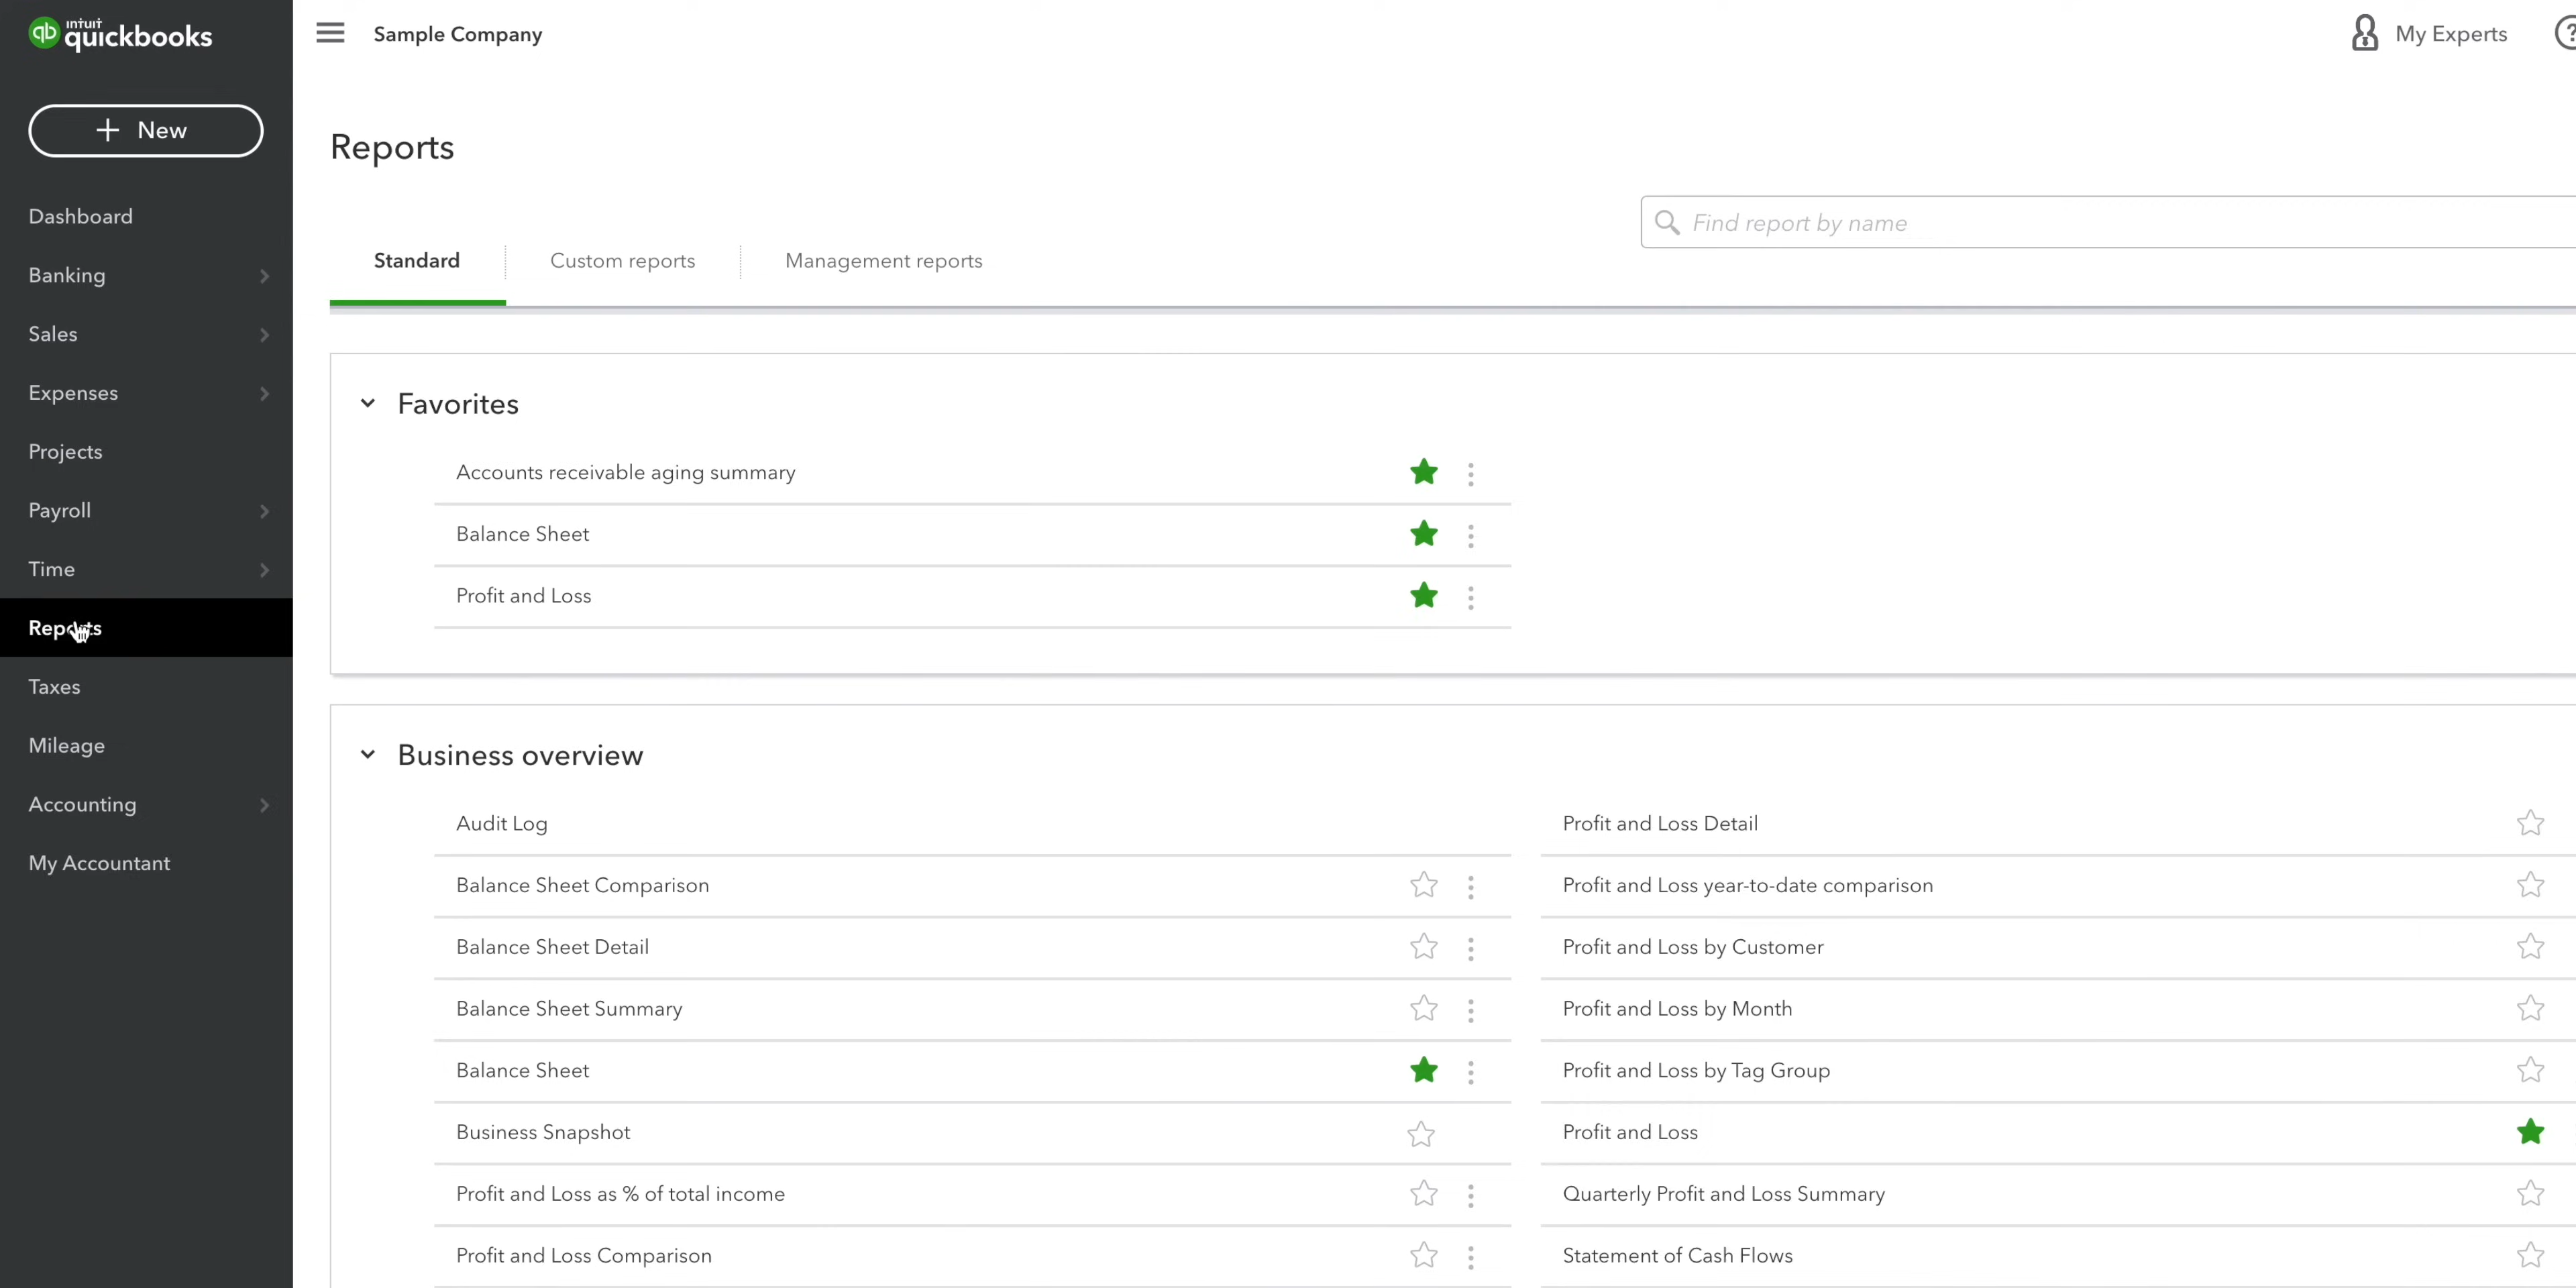 intuit
quickbooks
Sample Company
My Experts
+ New
Reports
Dashboard
Banking
Sales
Expenses
Projects
Payroll
Time
Reports
Taxes
Mileage
Accounting
My Accountant
Find report by name
Standard
Custom reports
Management reports
Favorites
Accounts receivable aging summary
Balance Sheet
Profit and Loss
Business overview
Audit Log
Balance Sheet Comparison
Balance Sheet Detail
Balance Sheet Summary
Balance Sheet
Business Snapshot
Profit and Loss as % of total income
Profit and Loss Comparison
Profit and Loss Detail
Profit and Loss year-to-date comparison
Profit and Loss by Customer
Profit and Loss by Month
Profit and Loss by Tag Group
Profit and Loss
Quarterly Profit and Loss Summary
Statement of Cash Flows